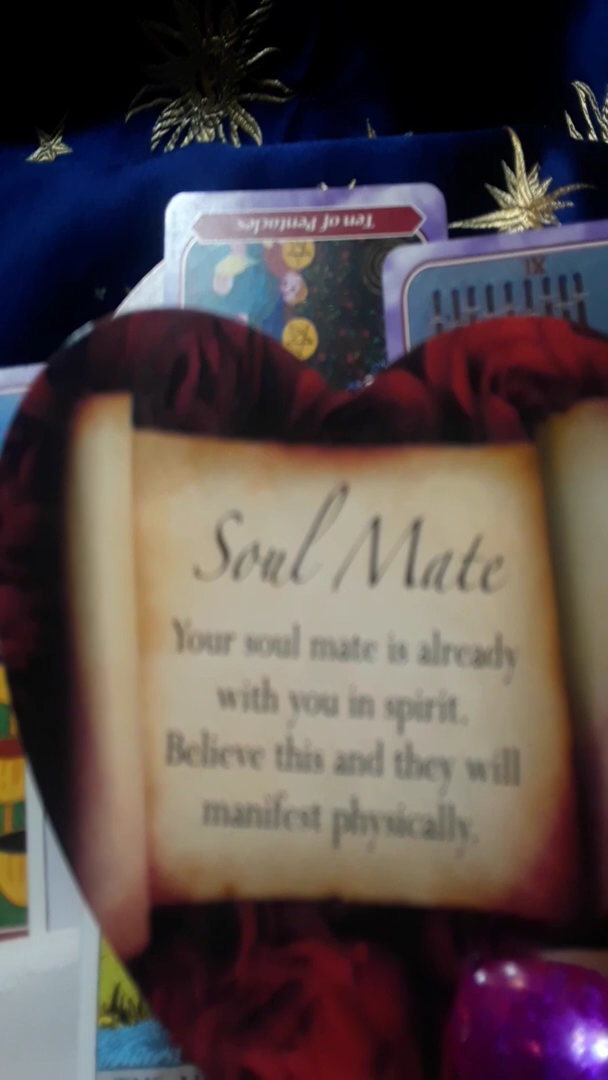 Ten of Pentacles
IX
Soul Mate
Your soul mate is already
with you in spirit.
Believe this and they will
manifest physically.